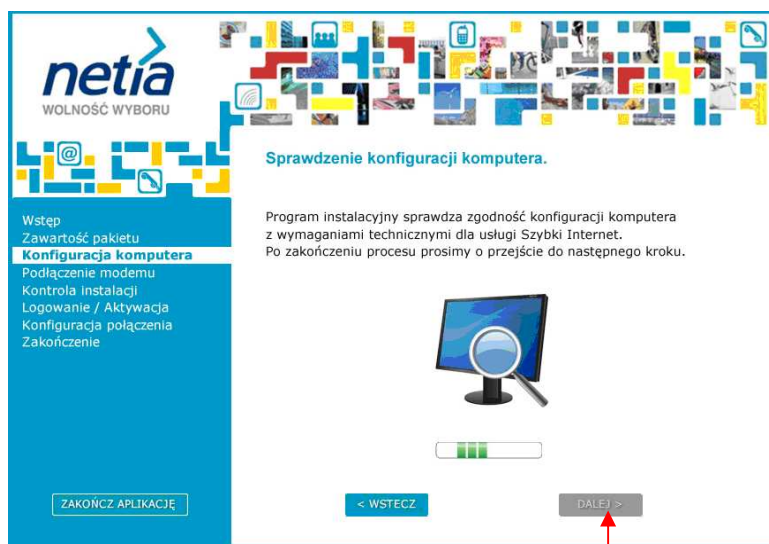 netia
WOLNOŚĆ WYBORU
@
Sprawdzenie konfiguracji komputera.
Wstęp
Zawartość pakietu
Konfiguracja komputera
Podłączenie modemu
Kontrola instalacji
Logowanie / Aktywacja
Konfiguracja połączenia
Zakończenie
Program instalacyjny sprawdza zgodność konfiguracji komputera
z wymaganiami technicznymi dla usługi Szybki Internet.
Po zakończeniu procesu prosimy o przejście do następnego kroku.
ZAKOŃCZ APLIKACJĘ
< WSTECZ
DALEJ >